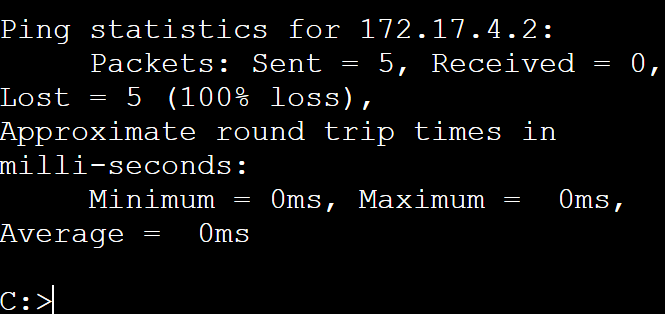 Ping statistics for 172.17.4.2:
     Packets: Sent = 5, Received = 0,
Lost = 5 (100% loss),
Approximate round trip times in
milli-seconds:
     Minimum = 0ms, Maximum =  0ms,
Average =  0ms

C:>